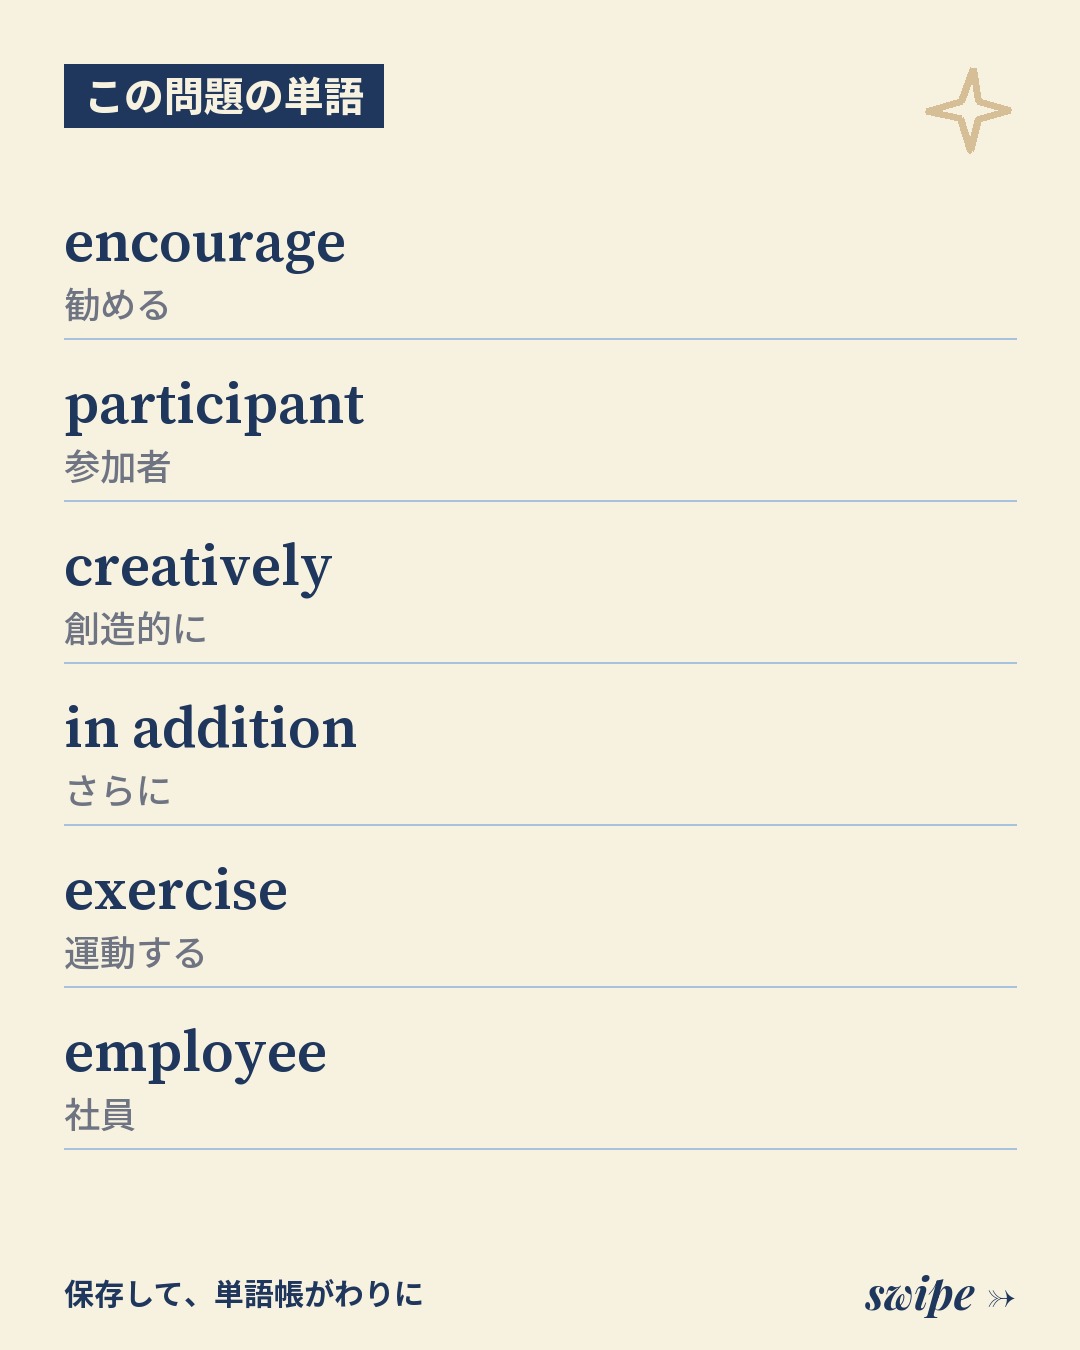 この問題の単語
encourage
勧める
participant
参加者
creatively
創造的に
in addition
さらに
exercise
運動する
employee
社員
保存して、単語帳がわりに
swipe